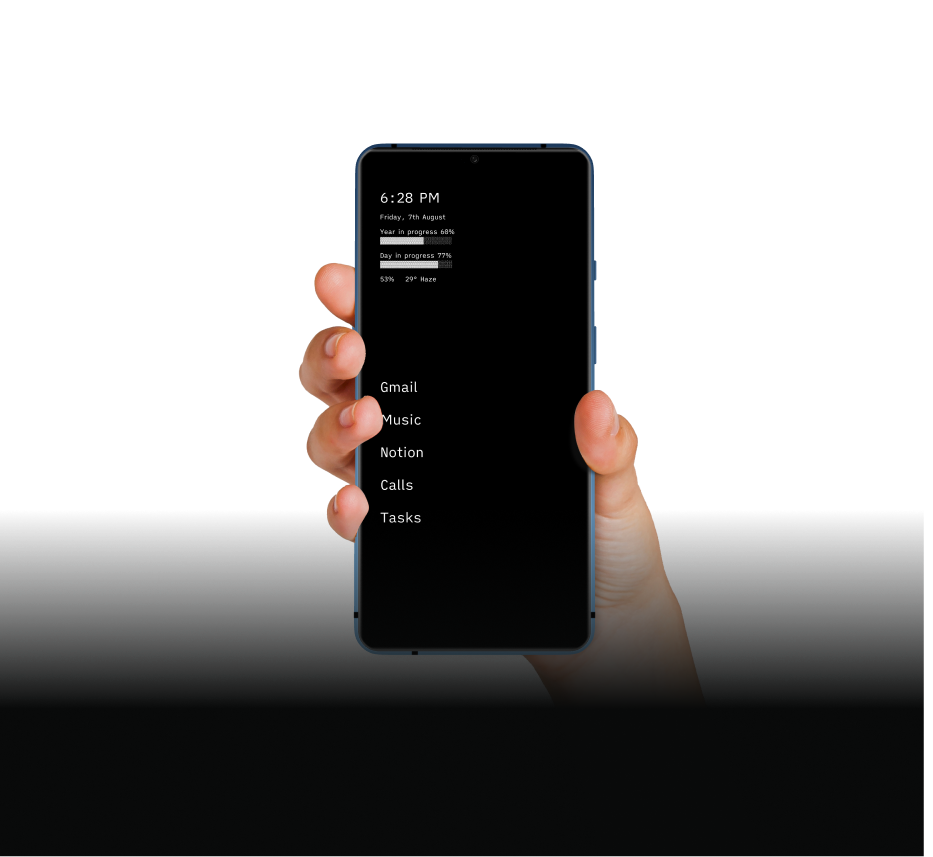 6:28 PM
Friday, 7th August
Year in progress 60%
Day in progress 77%
53% 29° Haze
Gmail
Music
Notion
Calls
Tasks